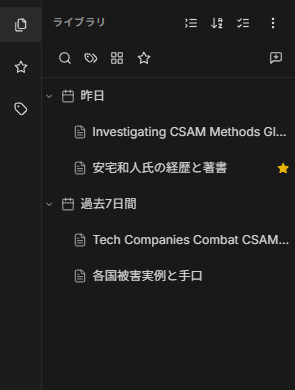 ライブラリ
昨日
Investigating CSAM Methods Gl...
安宅和人氏の経歴と著書
過去7日間
Tech Companies Combat CSAM...
各国被害実例と手口